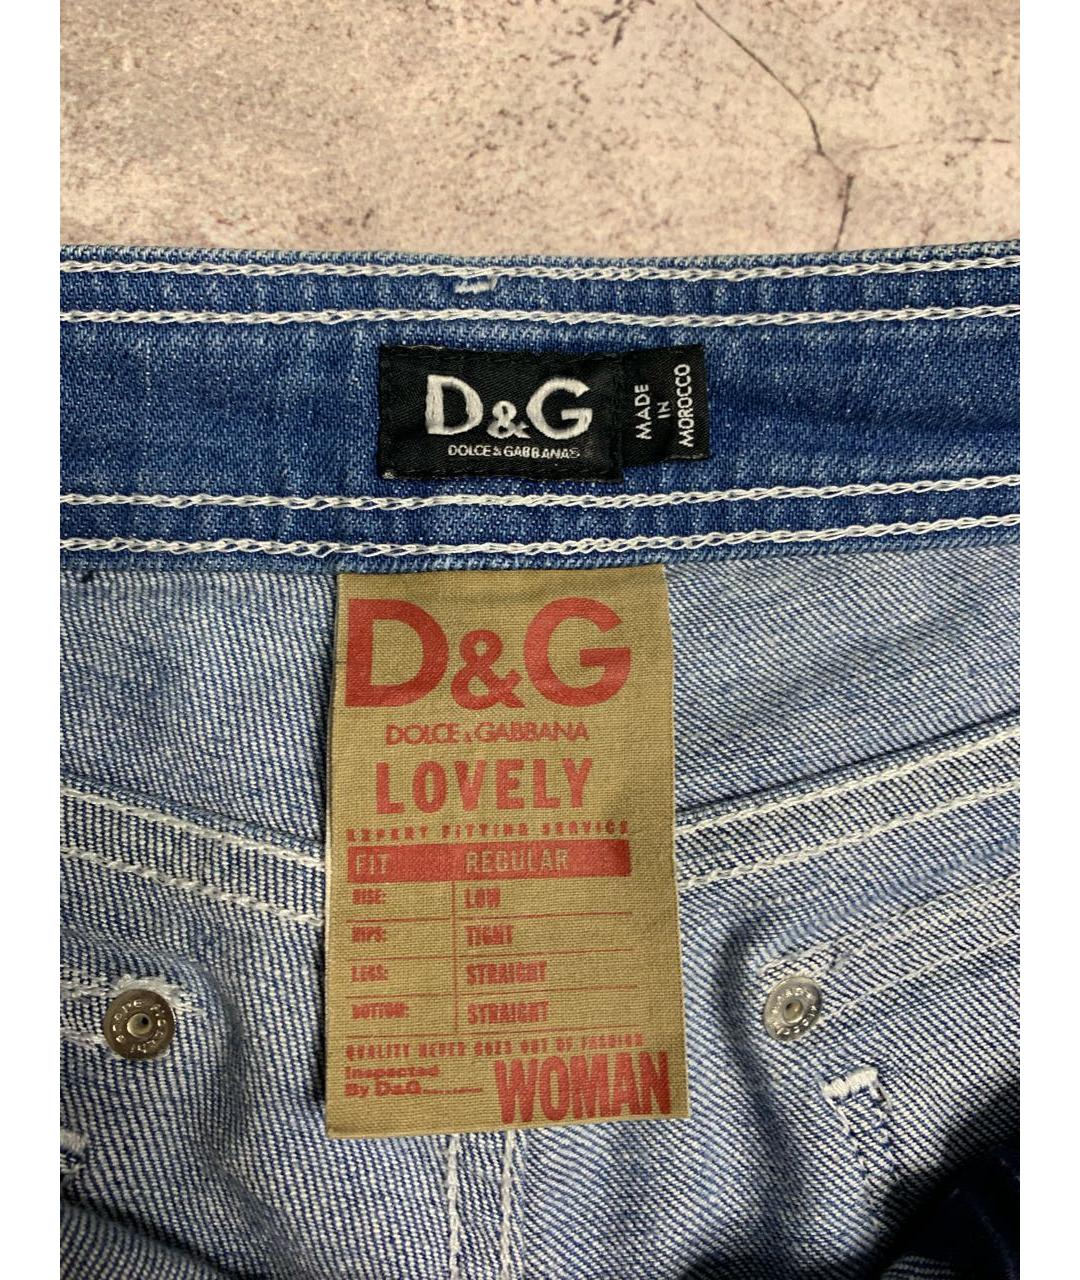 D&G
DOLCE & GABBANA
MADE
IN
MOROCCO
D&G
DOLCE & GABBANA
LOVELY
EXPERT FITTING SERVICE
FIT REGULAR
RISE: LOW
HIPS: TIGHT
LEGS: STRAIGHT
BOTTOM: STRAIGHT
QUALITY NEVER GOES OUT OF FASHION
Inspected
By D&G
WOMAN